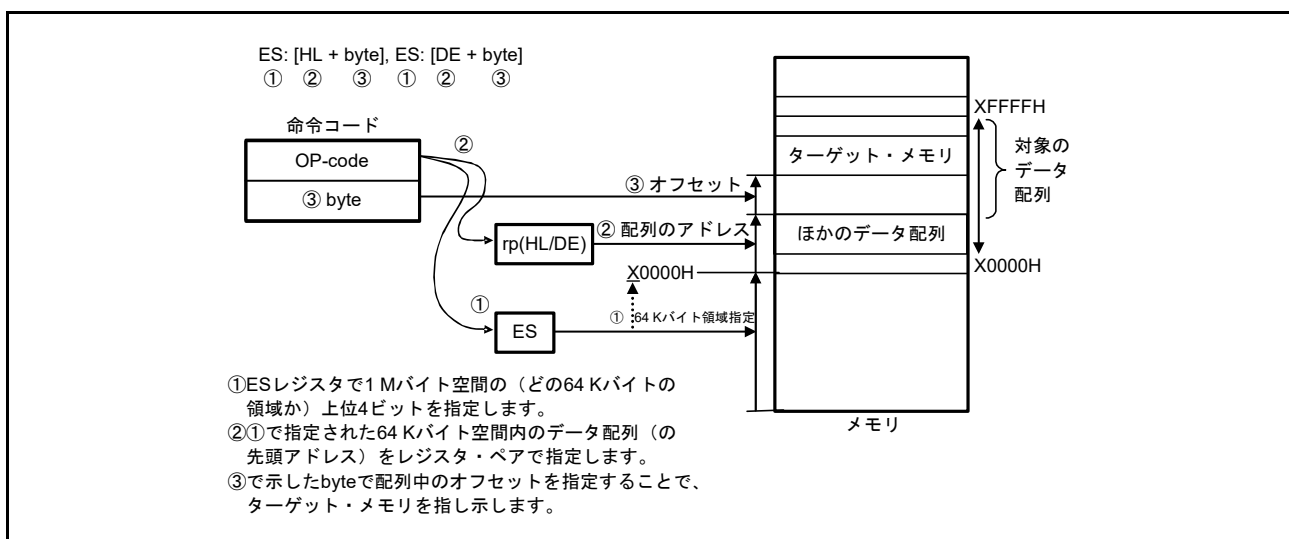 ES: [HL + byte], ES: [DE + byte]
① ② ③ ① ② ③
命令コード
OP-code
③ byte
②
③ オフセット
rp(HL/DE)
② 配列のアドレス
X0000H
①
ES
① 64 Kバイト領域指定
XFFFFH
ターゲット・メモリ
対象の
データ
配列
ほかのデータ配列
X0000H
メモリ
①ESレジスタで1 Mバイト空間の(どの64 Kバイトの
領域か)上位4ビットを指定します。
②①で指定された64 Kバイト空間内のデータ配列(の
先頭アドレス)をレジスタ・ペアで指定します。
③で示したbyteで配列中のオフセットを指定することで、
ターゲット・メモリを指し示します。